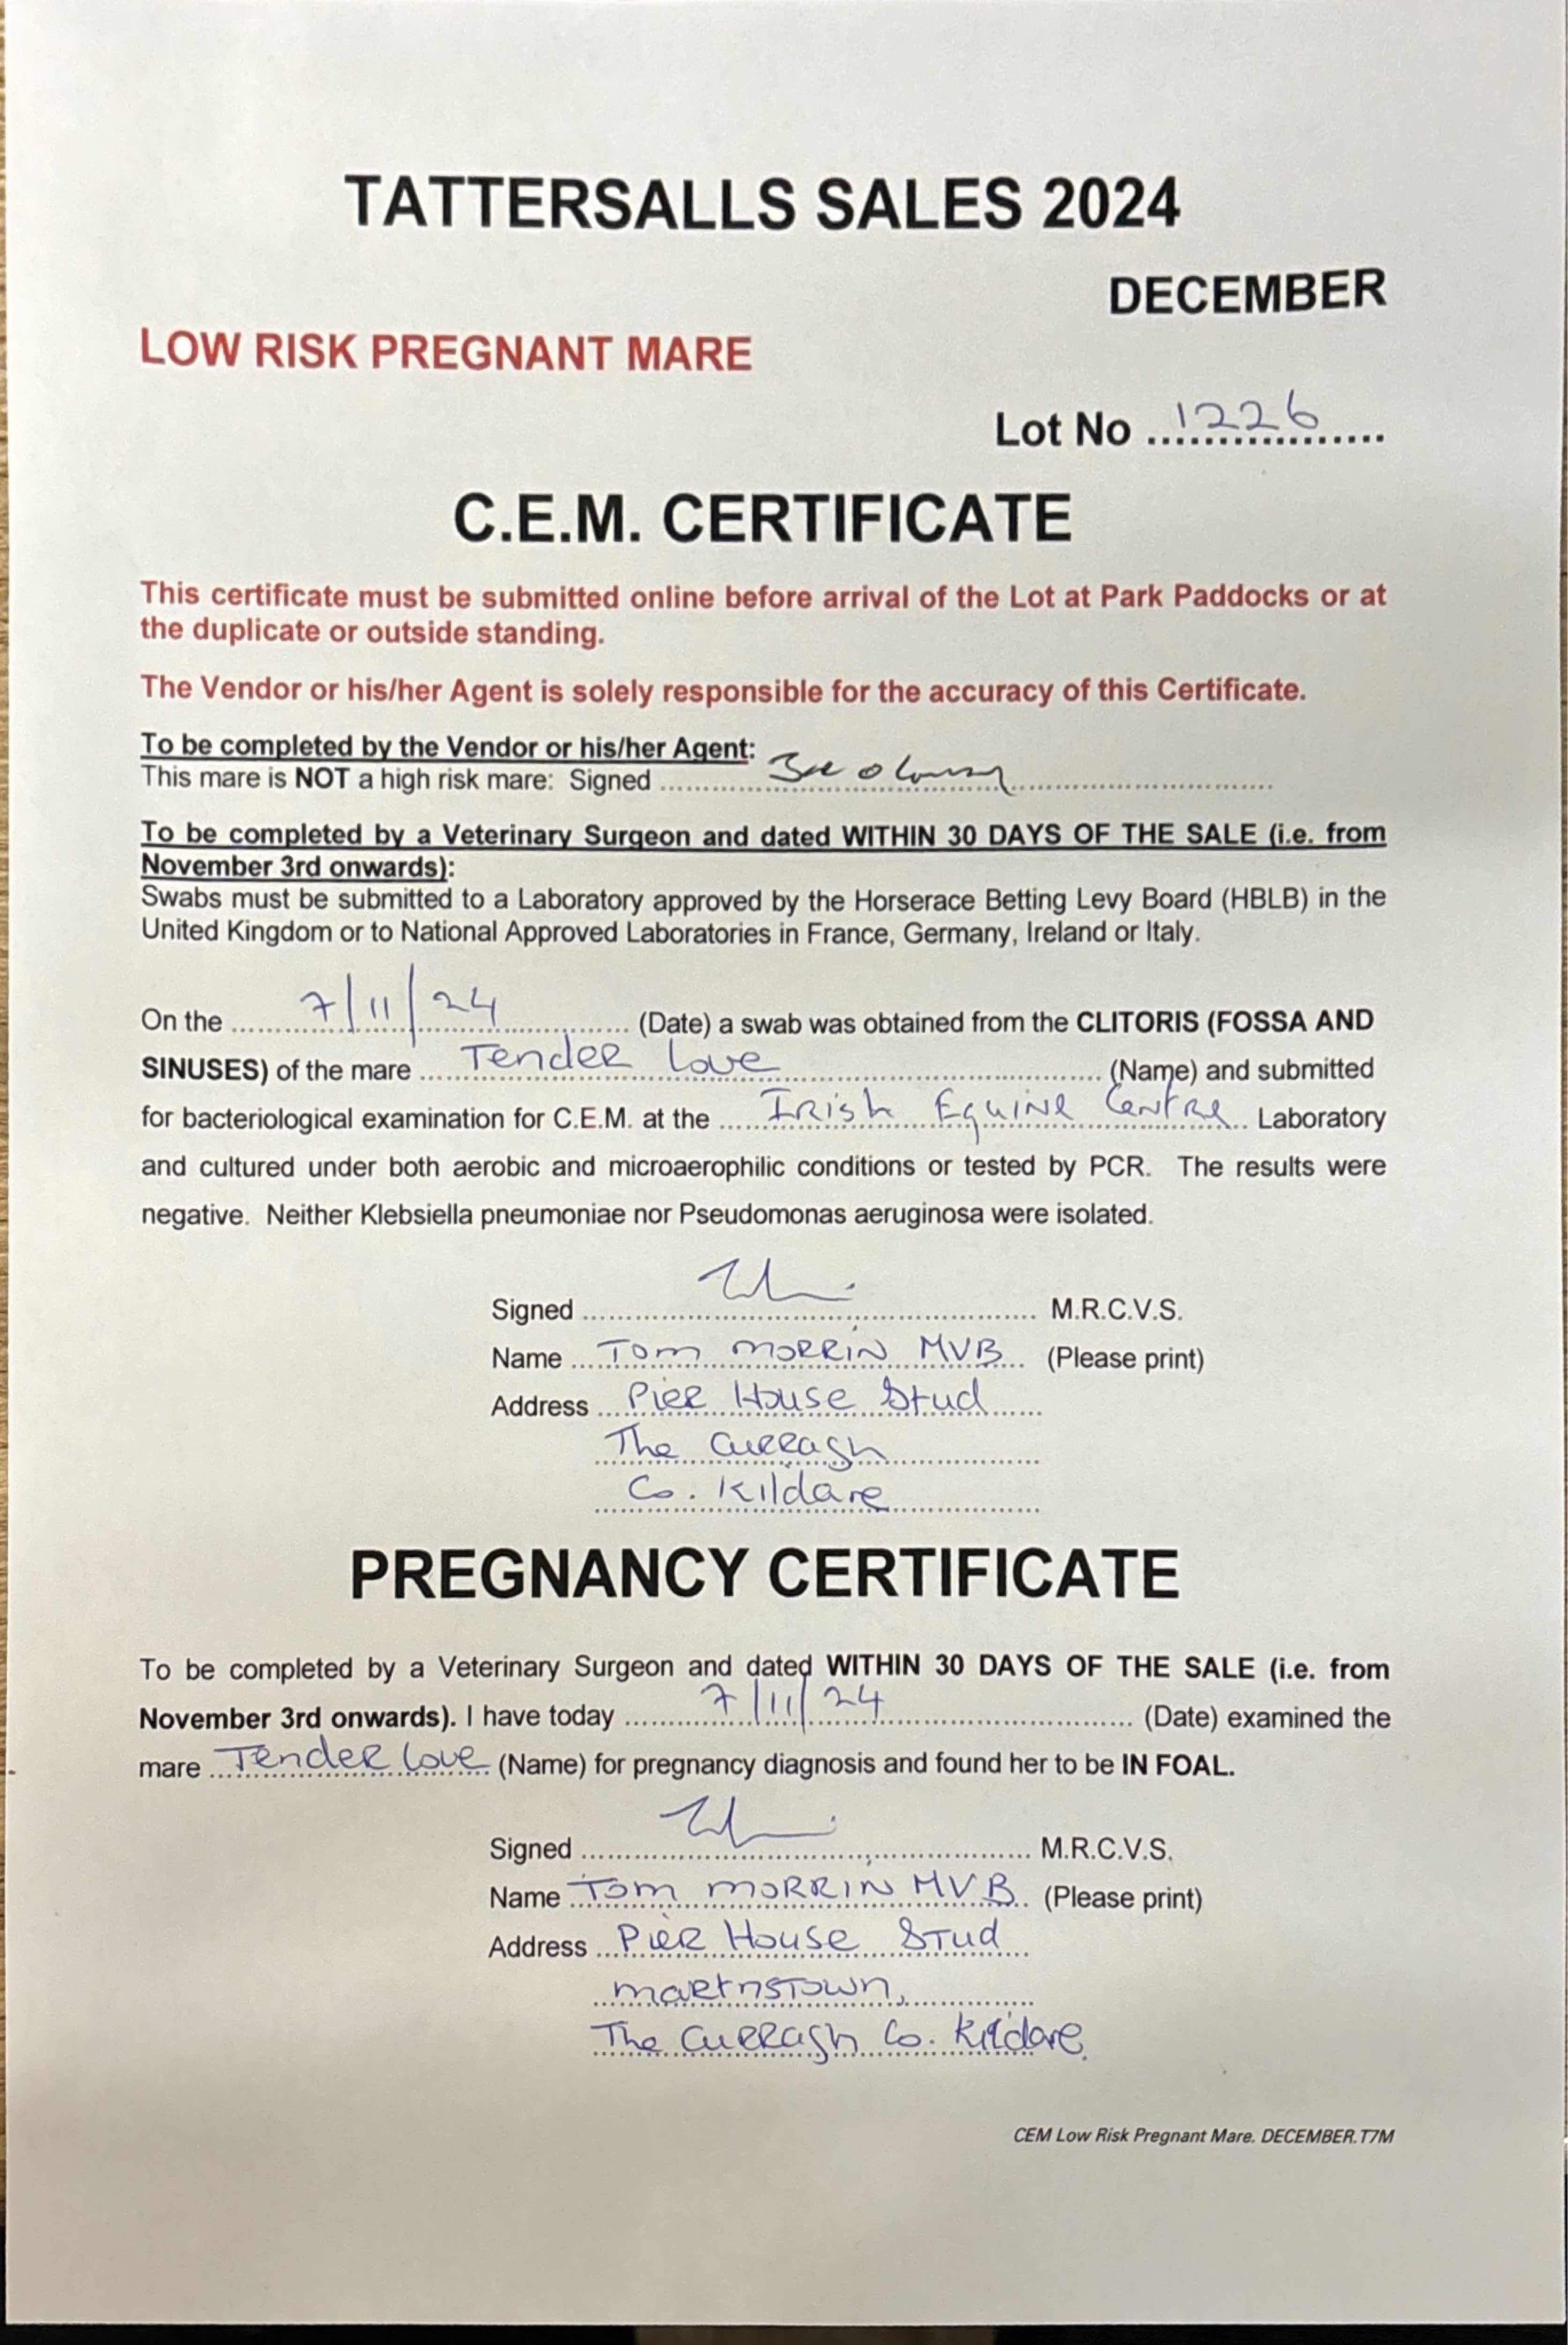 TATTERSALLS SALES 2024
DECEMBER
LOW RISK PREGNANT MARE
Lot No 1226
C.E.M. CERTIFICATE
This certificate must be submitted online before arrival of the Lot at Park Paddocks or at
the duplicate or outside standing.
The Vendor or his/her Agent is solely responsible for the accuracy of this Certificate.
To be completed by the Vendor or his/her Agent:
This mare is NOT a high risk mare: Signed
To be completed by a Veterinary Surgeon and dated WITHIN 30 DAYS OF THE SALE (i.e. from
November 3rd onwards):
Swabs must be submitted to a Laboratory approved by the Horserace Betting Levy Board (HBLB) in the
United Kingdom or to National Approved Laboratories in France, Germany, Ireland or Italy.
On the 7/11/24 (Date) a swab was obtained from the CLITORIS (FOSSA AND
SINUSES) of the mare Tender Love (Name) and submitted
for bacteriological examination for C.E.M. at the Irish Equine Centre Laboratory
and cultured under both aerobic and microaerophilic conditions or tested by PCR. The results were
negative. Neither Klebsiella pneumoniae nor Pseudomonas aeruginosa were isolated.
Signed M.R.C.V.S.
Name Tom MORRIN MVB (Please print)
Address Pier House Stud
The Curragh
Co. Kildare
PREGNANCY CERTIFICATE
To be completed by a Veterinary Surgeon and dated WITHIN 30 DAYS OF THE SALE (i.e. from
November 3rd onwards). I have today 7/11/24 (Date) examined the
mare Tender Love (Name) for pregnancy diagnosis and found her to be IN FOAL.
Signed M.R.C.V.S.
Name Tom MORRIN MVB (Please print)
Address Pier House Stud
martnstown,
The Curragh Co. Kildare
CEM Low Risk Pregnant Mare. DECEMBER.T7M